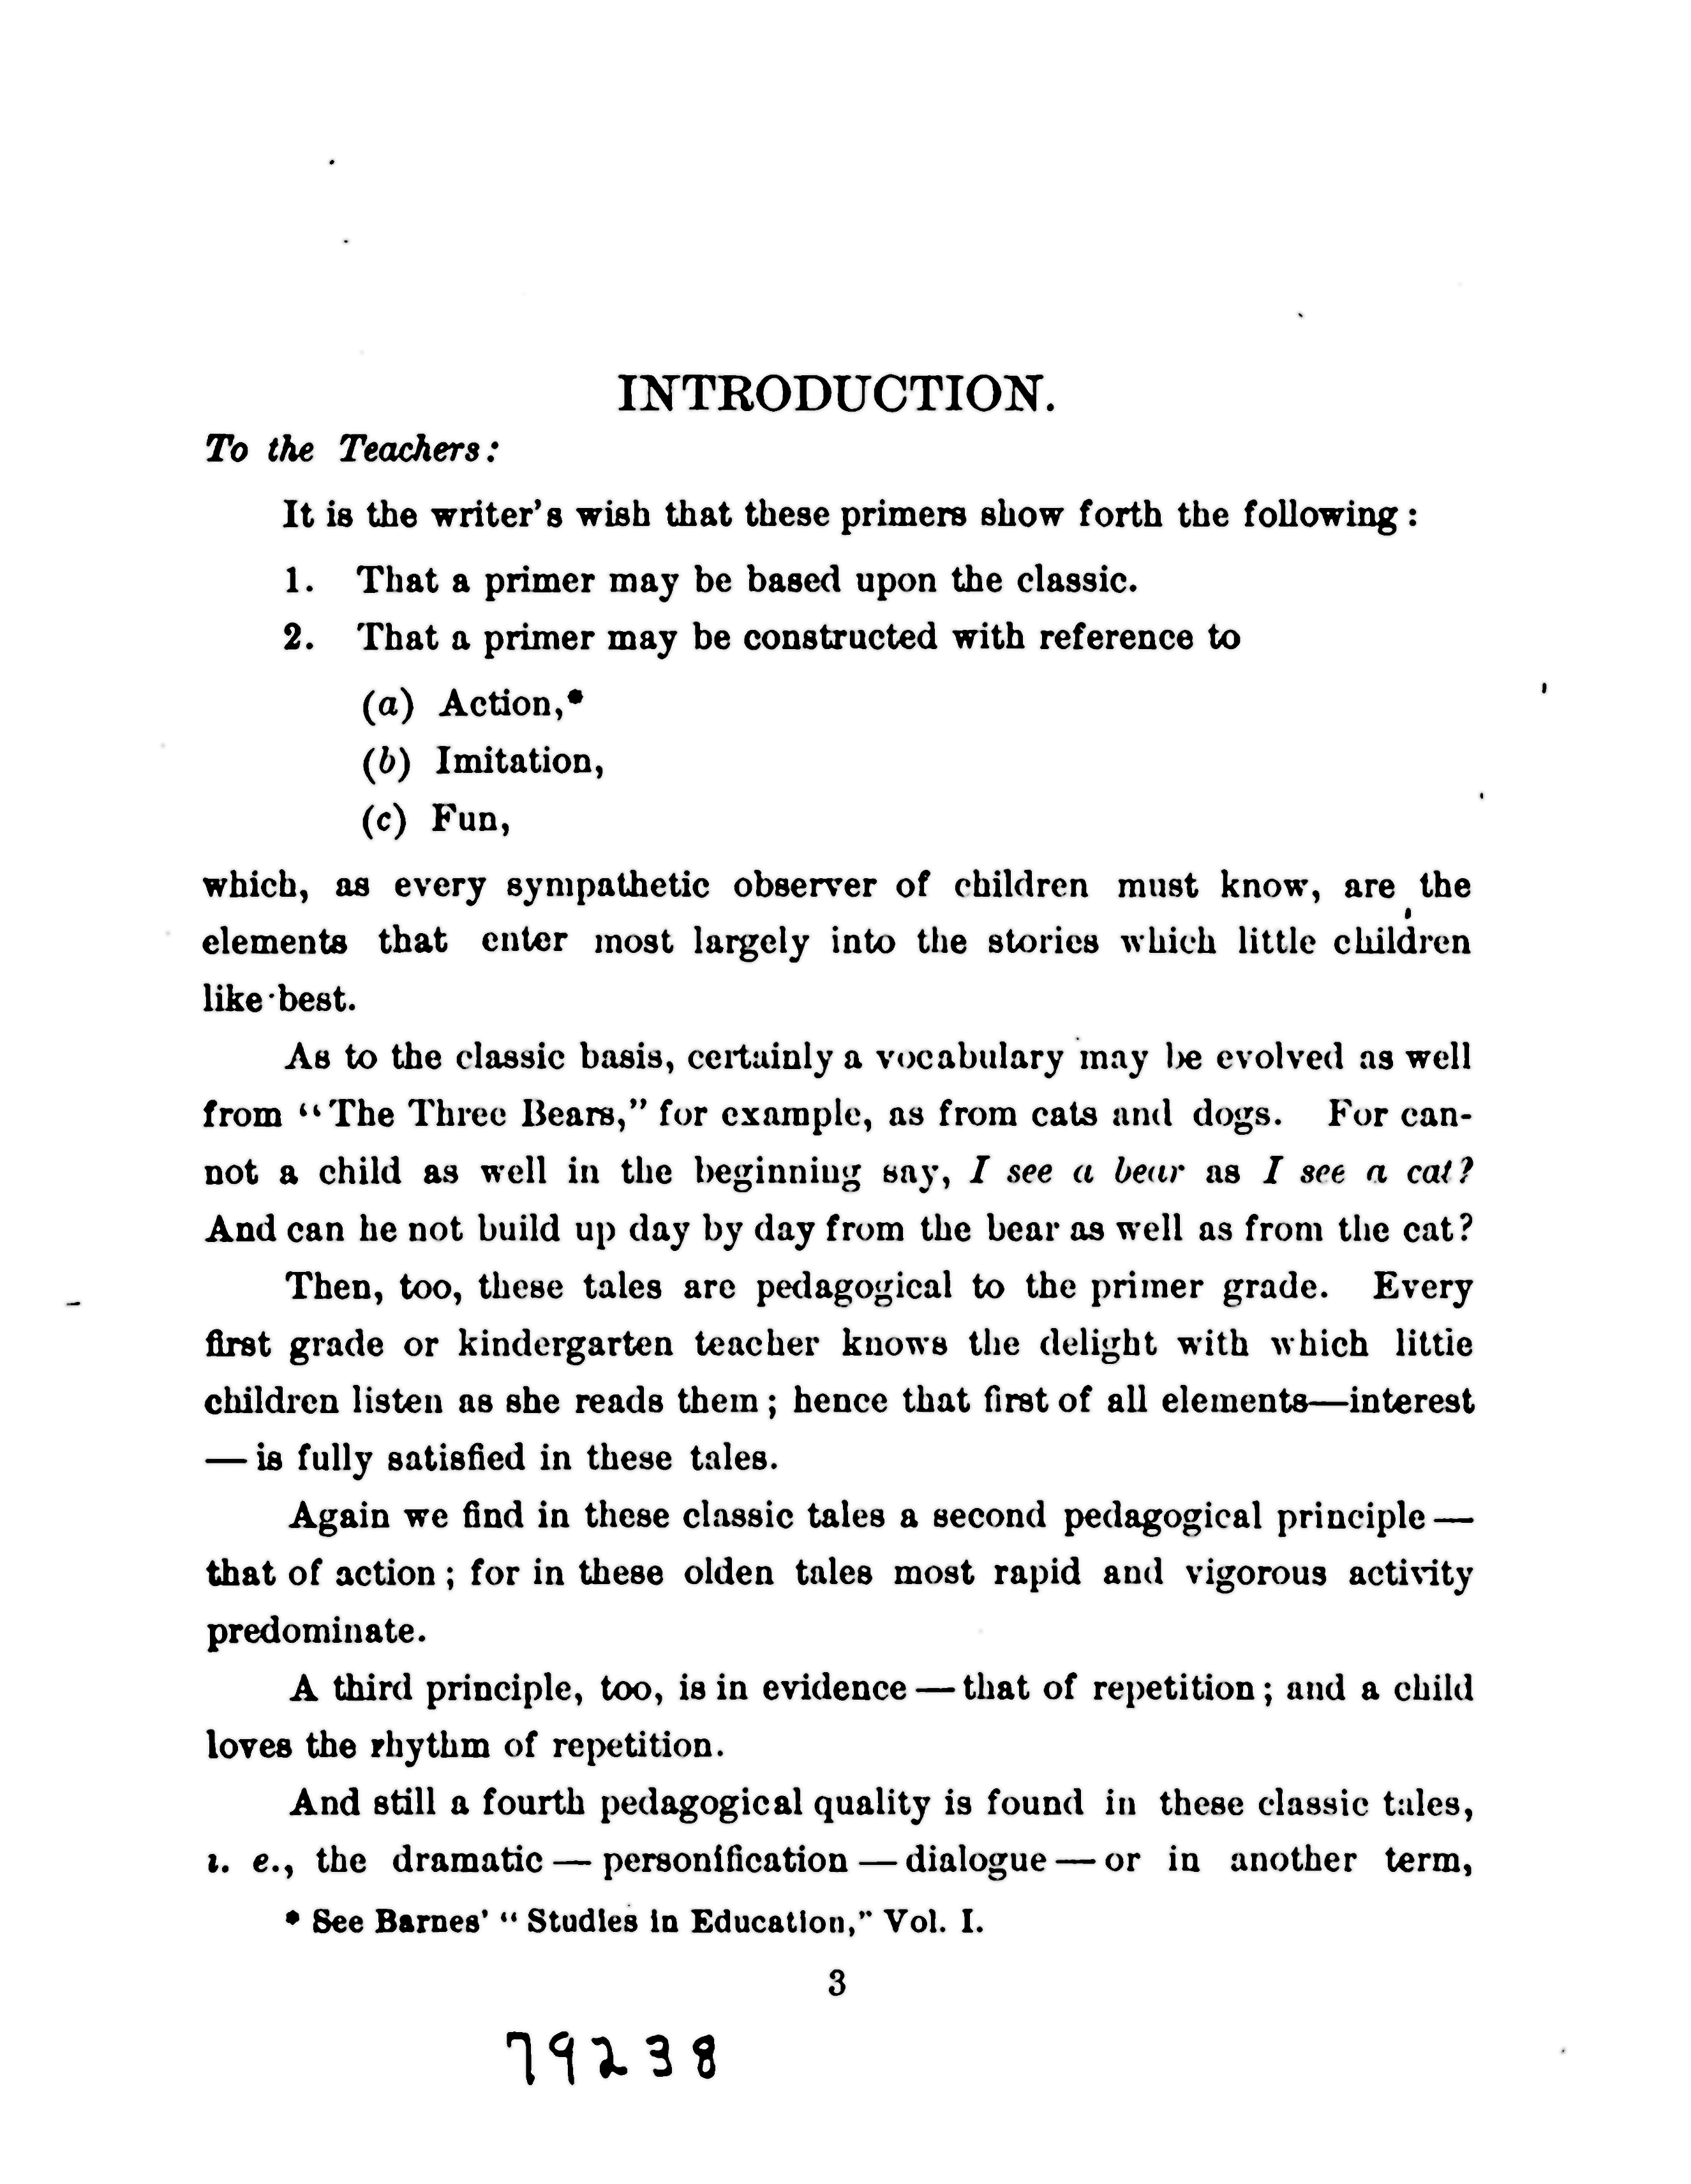 INTRODUCTION.
To the Teachers:
It is the writer's wish that these primers show forth the following:
1. That a primer may be based upon the classic.
2. That a primer may be constructed with reference to
(a) Action,*
(b) Imitation,
(c) Fun,
which, as every sympathetic observer of children must know, are the
elements that enter most largely into the stories which little children
like best.
As to the classic basis, certainly a vocabulary may be evolved as well
from "The Three Bears," for example, as from cats and dogs. For can-
not a child as well in the beginning say, I see a bear as I see a cat?
And can he not build up day by day from the bear as well as from the cat?
Then, too, these tales are pedagogical to the primer grade. Every
first grade or kindergarten teacher knows the delight with which little
children listen as she reads them; hence that first of all elements—interest
— is fully satisfied in these tales.
Again we find in these classic tales a second pedagogical principle —
that of action; for in these olden tales most rapid and vigorous activity
predominate.
A third principle, too, is in evidence — that of repetition; and a child
loves the rhythm of repetition.
And still a fourth pedagogical quality is found in these classic tales,
i. e., the dramatic — personification — dialogue — or in another term,
* See Barnes' "Studies in Education," Vol. I.
3
79238